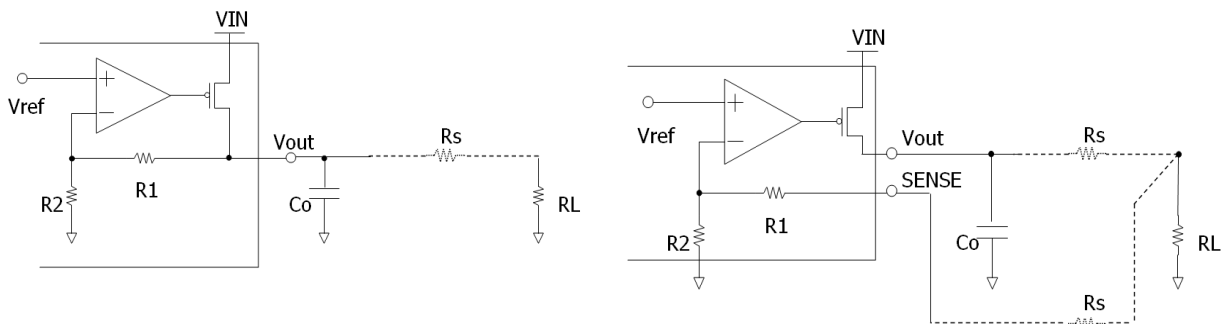 VIN
+
Vref
−
Vout
Rs
R1
R2
Co
RL
VIN
+
Vref
−
Vout
Rs
SENSE
R1
R2
Co
RL
Rs